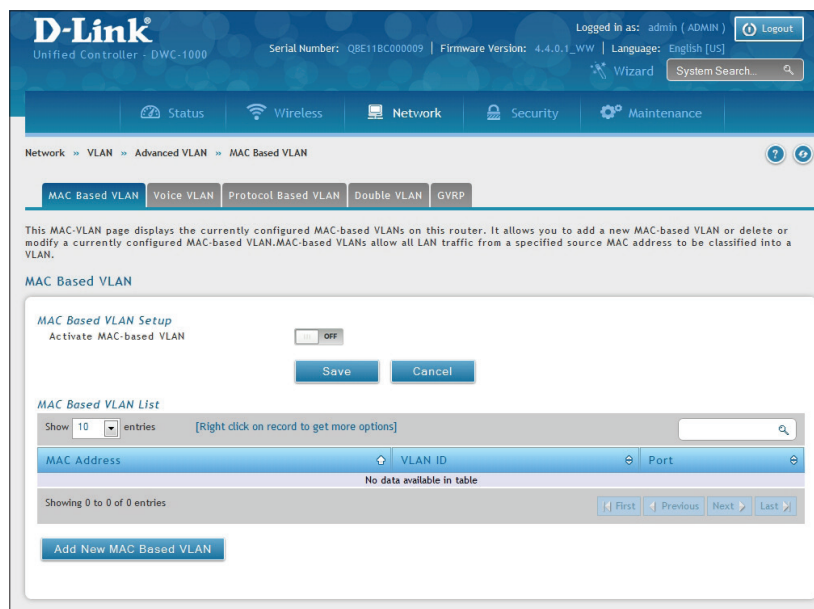 D-Link®
Unified Controller - DWC-1000
Logged in as: admin ( ADMIN ) Logout
Serial Number: QBE11BC000009 | Firmware Version: 4.4.0.1_WW | Language: English [US]
Wizard System Search...
Status Wireless Network Security Maintenance
Network » VLAN » Advanced VLAN » MAC Based VLAN
MAC Based VLAN Voice VLAN Protocol Based VLAN Double VLAN GVRP
This MAC-VLAN page displays the currently configured MAC-based VLANs on this router. It allows you to add a new MAC-based VLAN or delete or
modify a currently configured MAC-based VLAN.MAC-based VLANs allow all LAN traffic from a specified source MAC address to be classified into a
VLAN.
MAC Based VLAN
MAC Based VLAN Setup
Activate MAC-based VLAN OFF
Save Cancel
MAC Based VLAN List
Show 10 entries [Right click on record to get more options]
MAC Address VLAN ID Port
No data available in table
Showing 0 to 0 of 0 entries First Previous Next Last
Add New MAC Based VLAN